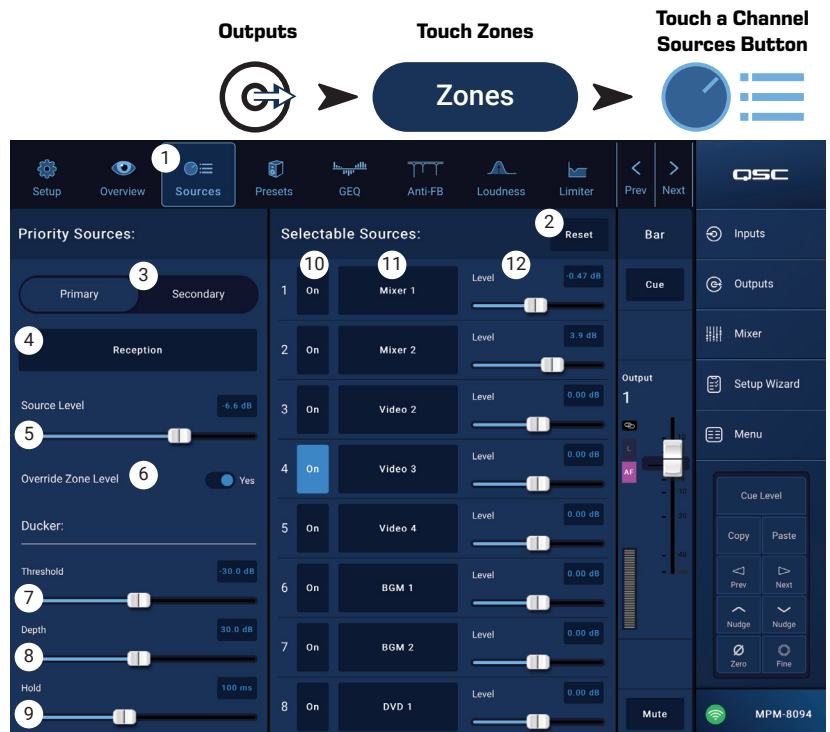 Outputs
Touch Zones
Touch a Channel
Sources Button
Zones
1
Setup
Overview
Sources
Presets
GEQ
Anti-FB
Loudness
Limiter
Prev
Next
QSC
Priority Sources:
3
Primary
Secondary
4
Reception
Source Level
-6.6 dB
5
Override Zone Level
6
Yes
Ducker:
Threshold
-30.0 dB
7
Depth
30.0 dB
8
Hold
100 ms
9
Selectable Sources:
2
Reset
10
11
12
1
On
Mixer 1
Level
-0.47 dB
2
On
Mixer 2
Level
3.9 dB
3
On
Video 2
Level
0.00 dB
4
On
Video 3
Level
0.00 dB
5
On
Video 4
Level
0.00 dB
6
On
BGM 1
Level
0.00 dB
7
On
BGM 2
Level
0.00 dB
8
On
DVD 1
Level
0.00 dB
Bar
Cue
Output
1
L
AF
10
20
40
Mute
Inputs
Outputs
Mixer
Setup Wizard
Menu
Cue Level
Copy
Paste
Prev
Next
Nudge
Nudge
Zero
Fine
MPM-8094